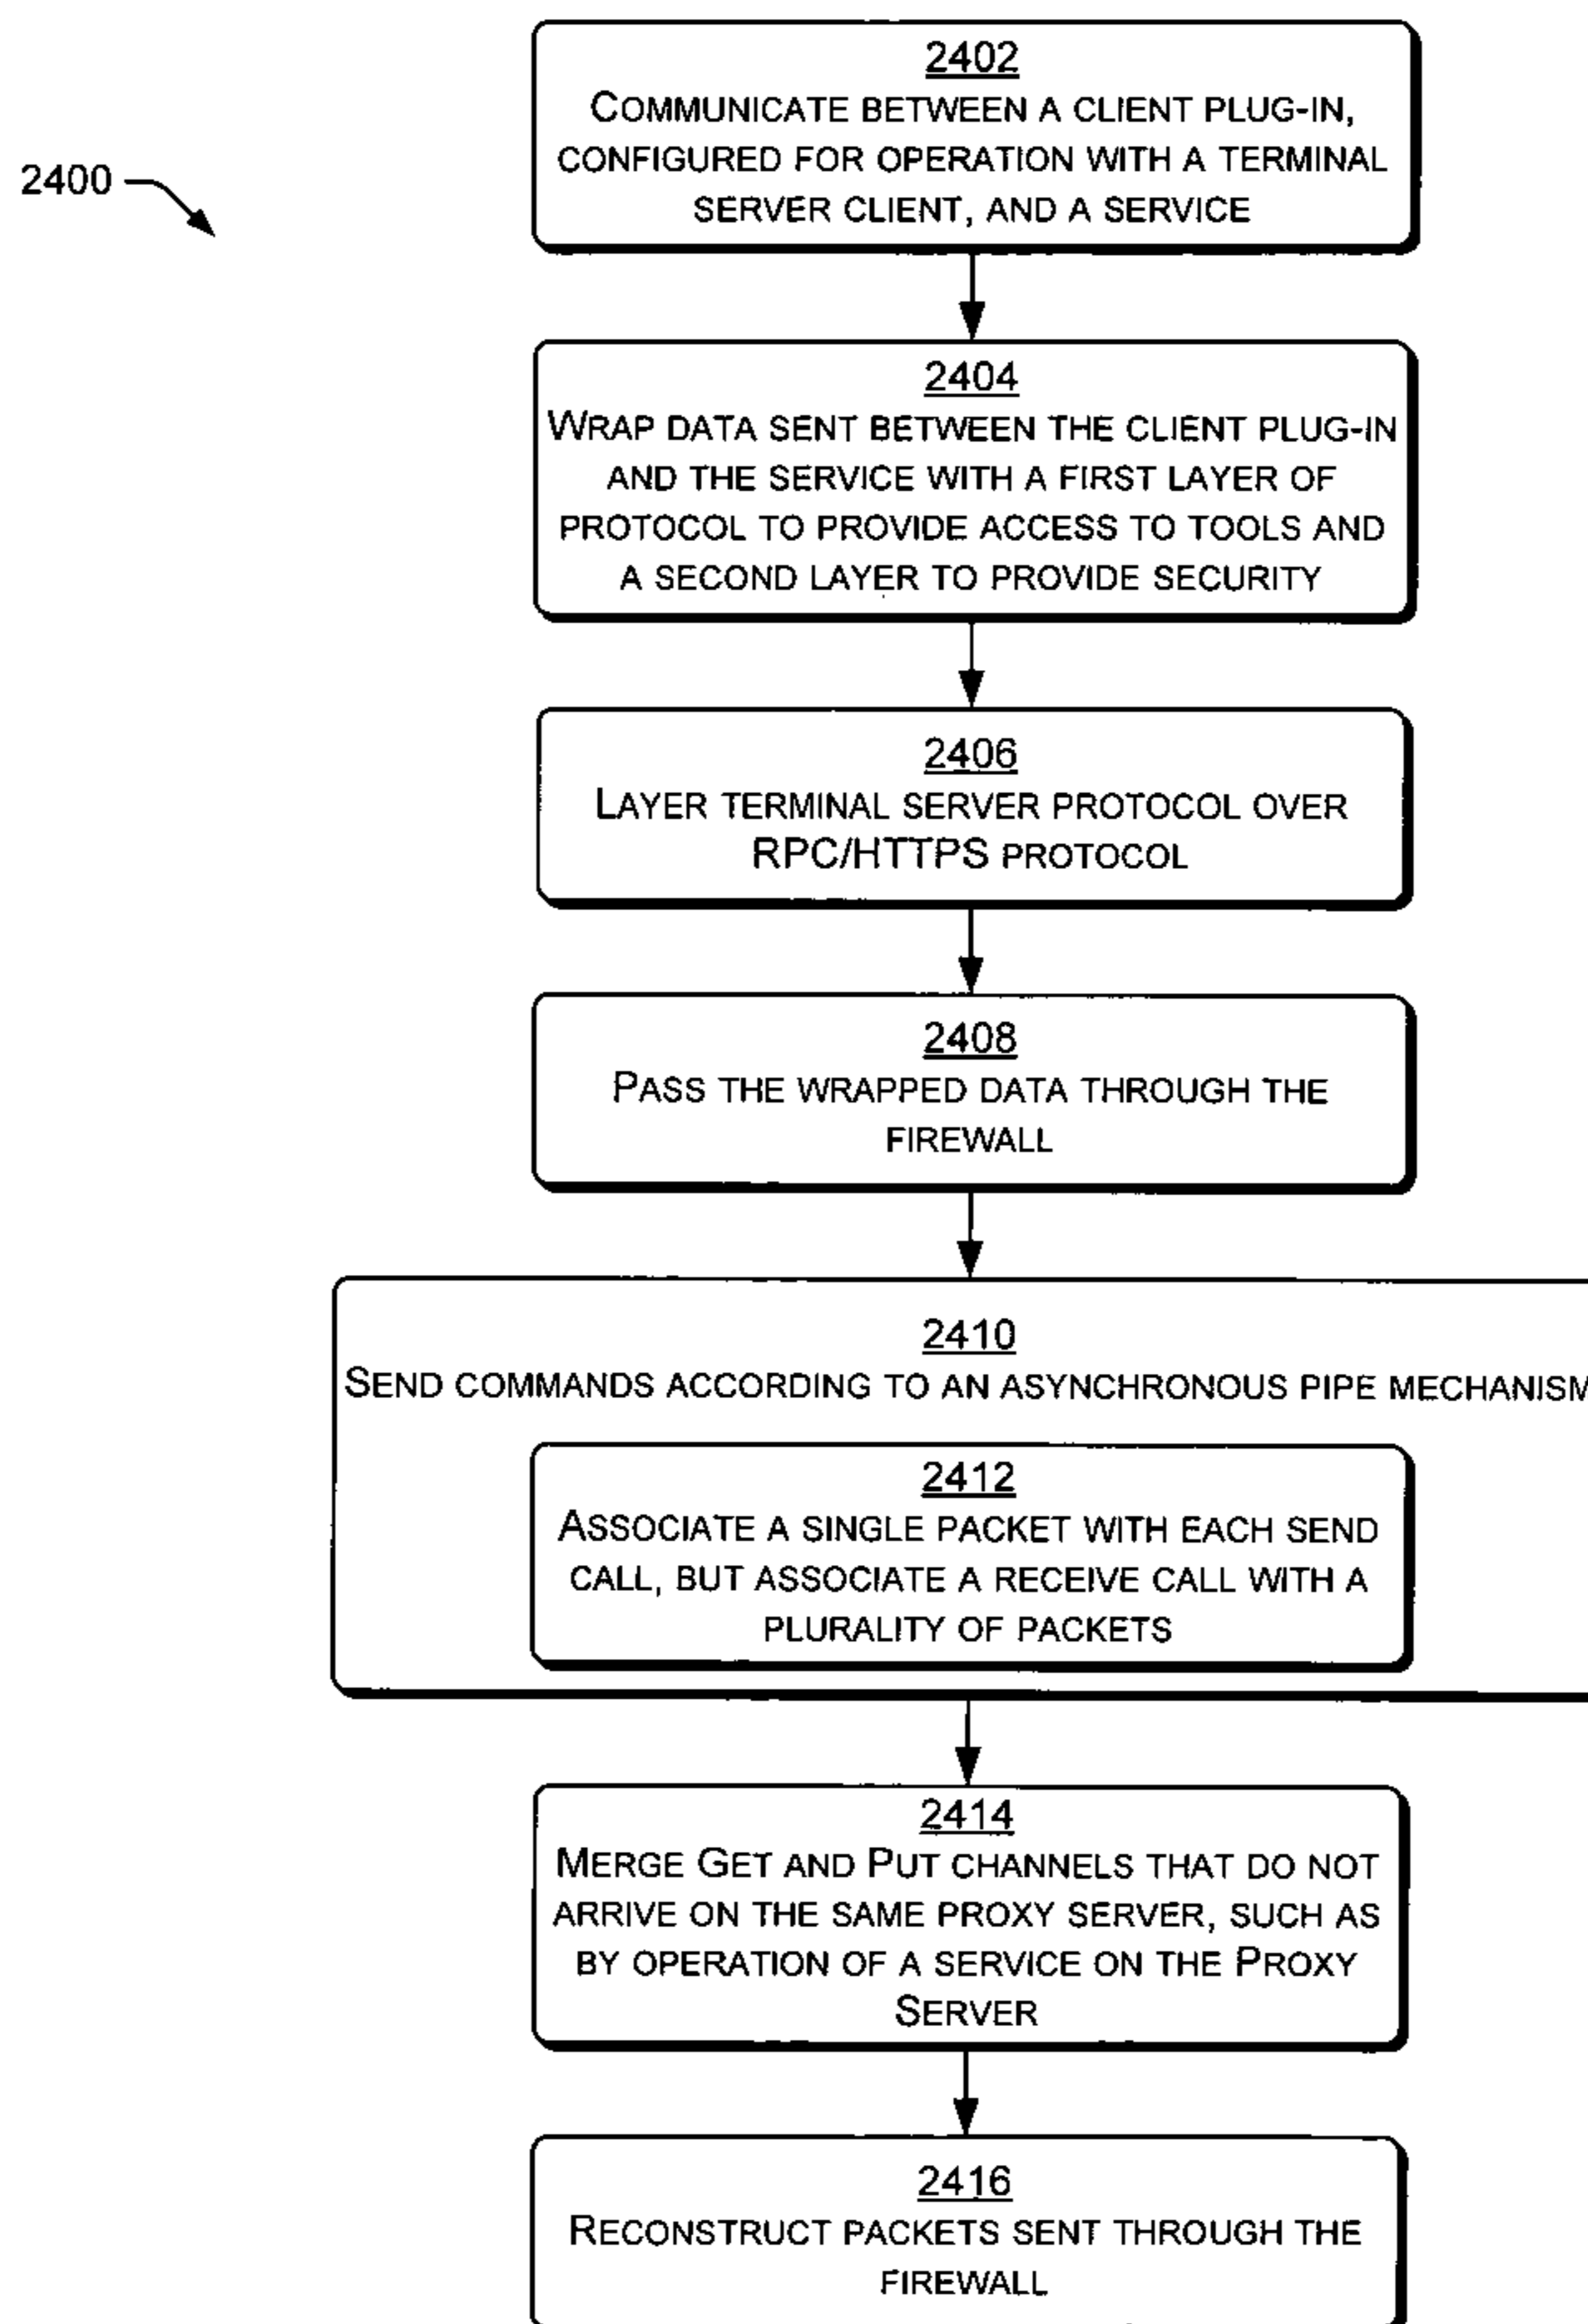 2400
2402
COMMUNICATE BETWEEN A CLIENT PLUG-IN,
CONFIGURED FOR OPERATION WITH A TERMINAL
SERVER CLIENT, AND A SERVICE
2404
WRAP DATA SENT BETWEEN THE CLIENT PLUG-IN
AND THE SERVICE WITH A FIRST LAYER OF
PROTOCOL TO PROVIDE ACCESS TO TOOLS AND
A SECOND LAYER TO PROVIDE SECURITY
2406
LAYER TERMINAL SERVER PROTOCOL OVER
RPC/HTTPS PROTOCOL
2408
PASS THE WRAPPED DATA THROUGH THE
FIREWALL
2410
SEND COMMANDS ACCORDING TO AN ASYNCHRONOUS PIPE MECHANISM
2412
ASSOCIATE A SINGLE PACKET WITH EACH SEND
CALL, BUT ASSOCIATE A RECEIVE CALL WITH A
PLURALITY OF PACKETS
2414
MERGE GET AND PUT CHANNELS THAT DO NOT
ARRIVE ON THE SAME PROXY SERVER, SUCH AS
BY OPERATION OF A SERVICE ON THE PROXY
SERVER
2416
RECONSTRUCT PACKETS SENT THROUGH THE
FIREWALL